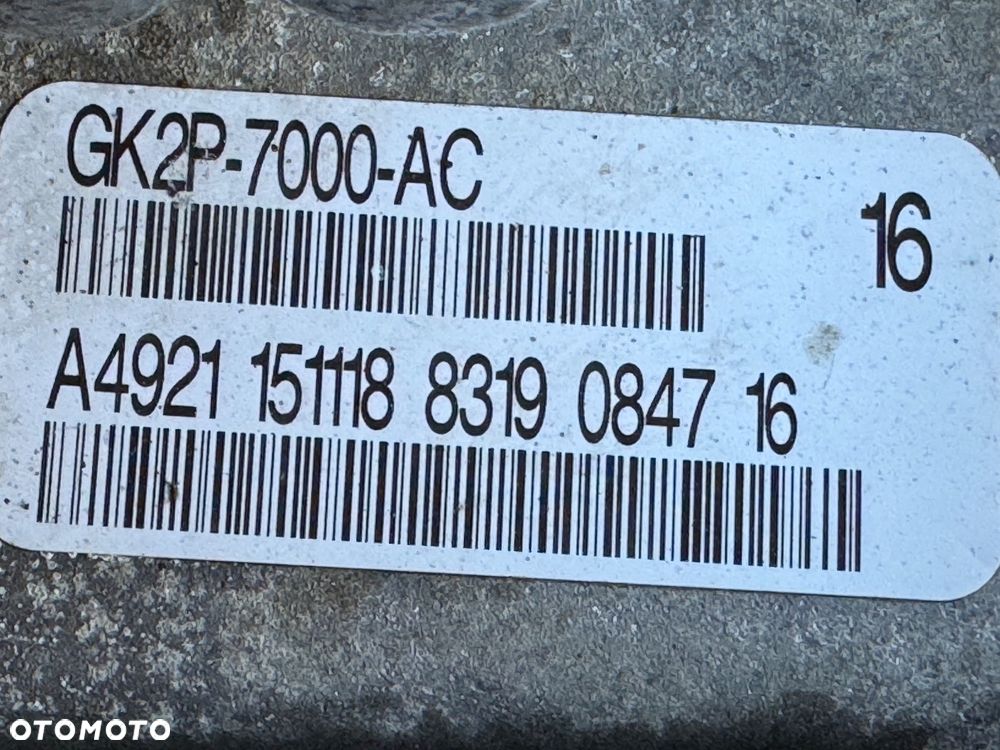 GK2P-7000-AC
16
A4921 151118 8319 0847 16
OTOMOTO